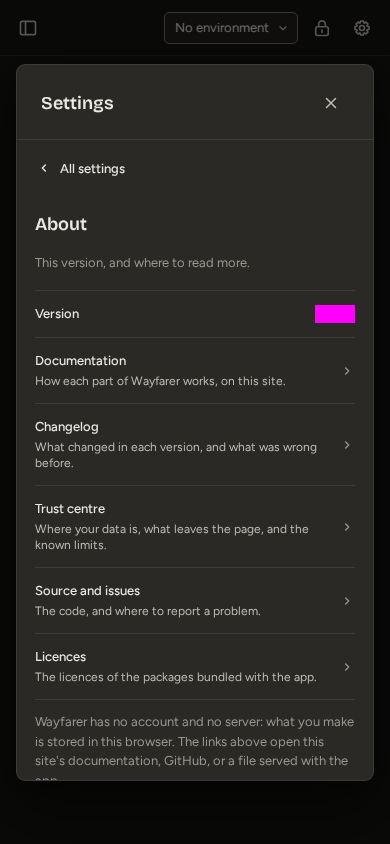 No environment
Settings
All settings
About
This version, and where to read more.
Version
Documentation
How each part of Wayfarer works, on this site.
Changelog
What changed in each version, and what was wrong
before.
Trust centre
Where your data is, what leaves the page, and the
known limits.
Source and issues
The code, and where to report a problem.
Licences
The licences of the packages bundled with the app.
Wayfarer has no account and no server: what you make
is stored in this browser. The links above open this
site's documentation, GitHub, or a file served with the